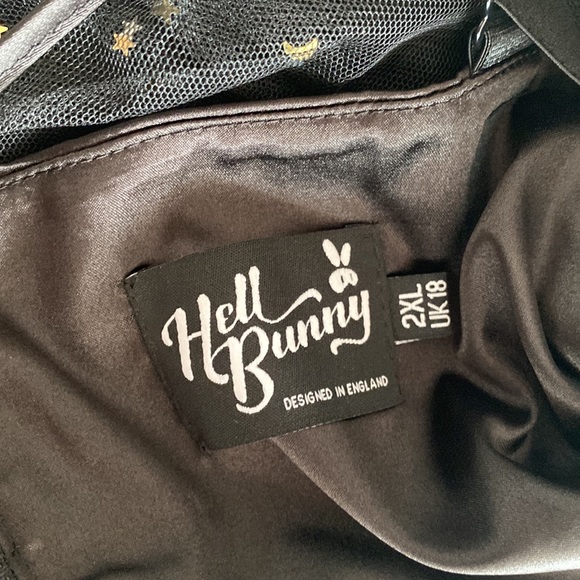 Hell
Bunny
DESIGNED IN ENGLAND
2XL
UK18